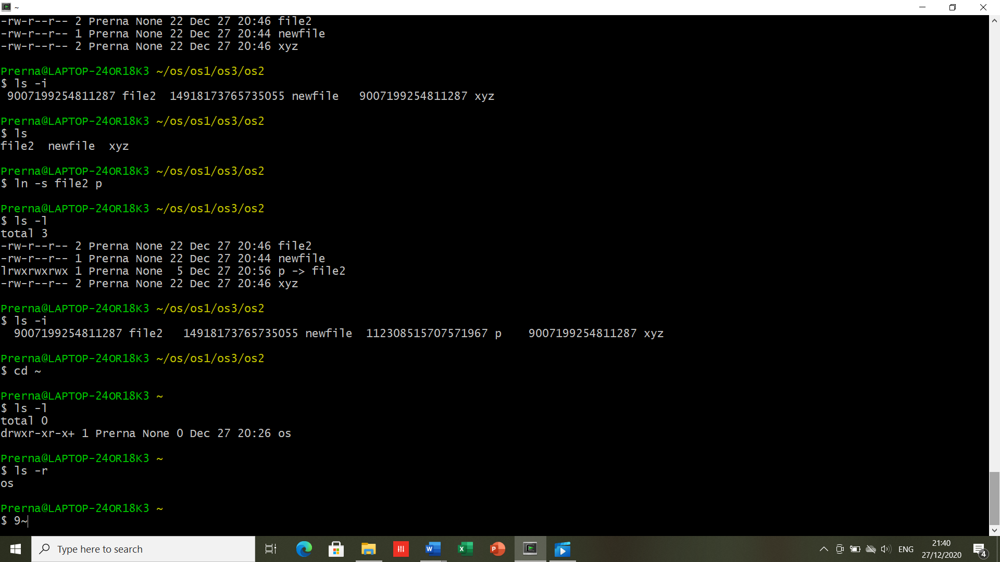 ~
-rw-r--r-- 2 Prerna None 22 Dec 27 20:46 file2
-rw-r--r-- 1 Prerna None 22 Dec 27 20:44 newfile
-rw-r--r-- 2 Prerna None 22 Dec 27 20:46 xyz
Prerna@LAPTOP-24OR18K3 ~/os/os1/os3/os2
$ ls -i
 9007199254811287 file2  14918173765735055 newfile   9007199254811287 xyz
Prerna@LAPTOP-24OR18K3 ~/os/os1/os3/os2
$ ls
file2  newfile  xyz
Prerna@LAPTOP-24OR18K3 ~/os/os1/os3/os2
$ ln -s file2 p
Prerna@LAPTOP-24OR18K3 ~/os/os1/os3/os2
$ ls -l
total 3
-rw-r--r-- 2 Prerna None 22 Dec 27 20:46 file2
-rw-r--r-- 1 Prerna None 22 Dec 27 20:44 newfile
lrwxrwxrwx 1 Prerna None  5 Dec 27 20:56 p -> file2
-rw-r--r-- 2 Prerna None 22 Dec 27 20:46 xyz
Prerna@LAPTOP-24OR18K3 ~/os/os1/os3/os2
$ ls -i
  9007199254811287 file2   14918173765735055 newfile  112308515707571967 p    9007199254811287 xyz
Prerna@LAPTOP-24OR18K3 ~/os/os1/os3/os2
$ cd ~
Prerna@LAPTOP-24OR18K3 ~
$ ls -l
total 0
drwxr-xr-x+ 1 Prerna None 0 Dec 27 20:26 os
Prerna@LAPTOP-24OR18K3 ~
$ ls -r
os
Prerna@LAPTOP-24OR18K3 ~
$ 9~
Type here to search
W
X
P
ENG
21:40
27/12/2020
4